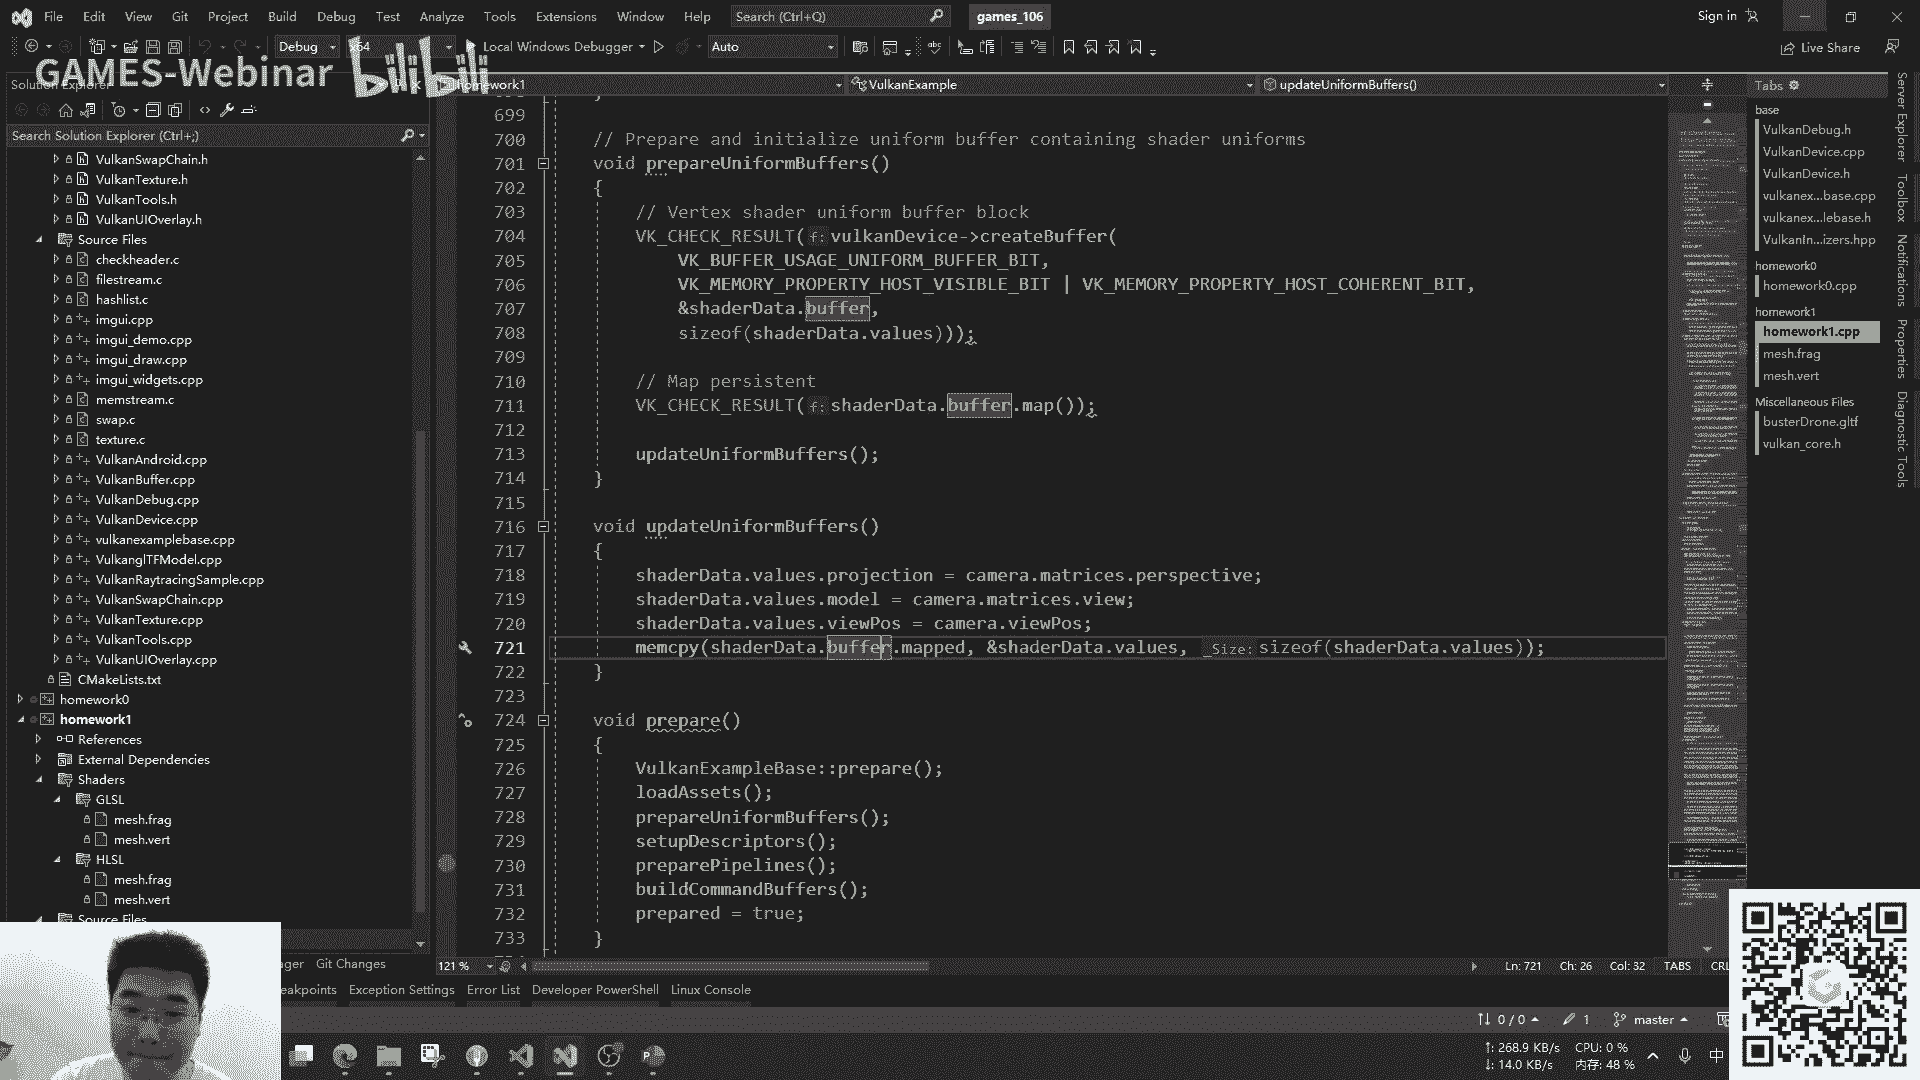 File Edit View Git Project Build Debug Test Analyze Tools Extensions Window Help Search (Ctrl+Q) games_106 Sign in
Debug x64 Local Windows Debugger Auto Live Share
GAMES-Webinar bilibili
Solution Explorer
homework1 VulkanExample updateUniformBuffers()
Search Solution Explorer (Ctrl+;)
VulkanSwapChain.h
VulkanTexture.h
VulkanTools.h
VulkanUIOverlay.h
Source Files
checkheader.c
filestream.c
hashlist.c
imgui.cpp
imgui_demo.cpp
imgui_draw.cpp
imgui_widgets.cpp
memstream.c
swap.c
texture.c
VulkanAndroid.cpp
VulkanBuffer.cpp
VulkanDebug.cpp
VulkanDevice.cpp
vulkanexamplebase.cpp
VulkanglTFModel.cpp
VulkanRaytracingSample.cpp
VulkanSwapChain.cpp
VulkanTexture.cpp
VulkanTools.cpp
VulkanUIOverlay.cpp
CMakeLists.txt
homework0
homework1
References
External Dependencies
Shaders
GLSL
mesh.frag
mesh.vert
HLSL
mesh.frag
mesh.vert
Source Files
699
700 // Prepare and initialize uniform buffer containing shader uniforms
701 void prepareUniformBuffers()
702 {
703 // Vertex shader uniform buffer block
704 VK_CHECK_RESULT( f: vulkanDevice->createBuffer(
705 VK_BUFFER_USAGE_UNIFORM_BUFFER_BIT,
706 VK_MEMORY_PROPERTY_HOST_VISIBLE_BIT | VK_MEMORY_PROPERTY_HOST_COHERENT_BIT,
707 &shaderData.buffer,
708 sizeof(shaderData.values)));
709
710 // Map persistent
711 VK_CHECK_RESULT( f: shaderData.buffer.map());
712
713 updateUniformBuffers();
714 }
715
716 void updateUniformBuffers()
717 {
718 shaderData.values.projection = camera.matrices.perspective;
719 shaderData.values.model = camera.matrices.view;
720 shaderData.values.viewPos = camera.viewPos;
721 memcpy(shaderData.buffer.mapped, &shaderData.values, _Size: sizeof(shaderData.values));
722 }
723
724 void prepare()
725 {
726 VulkanExampleBase::prepare();
727 loadAssets();
728 prepareUniformBuffers();
729 setupDescriptors();
730 preparePipelines();
731 buildCommandBuffers();
732 prepared = true;
733 }
Tabs
base
VulkanDebug.h
VulkanDevice.cpp
VulkanDevice.h
vulkanex...base.cpp
vulkanex...lebase.h
VulkanIn...izers.hpp
homework0
homework0.cpp
homework1
homework1.cpp
mesh.frag
mesh.vert
Miscellaneous Files
busterDrone.gltf
vulkan_core.h
Server Explorer
Toolbox
Notifications
Properties
Diagnostic Tools
ager Git Changes
121 % Ln: 721 Ch: 26 Col: 32 TABS CRL
eakpoints Exception Settings Error List Developer PowerShell Linux Console
0 / 0 1 master
↑: 268.9 KB/s CPU: 0 %
↓: 14.0 KB/s 内存: 48 %
中